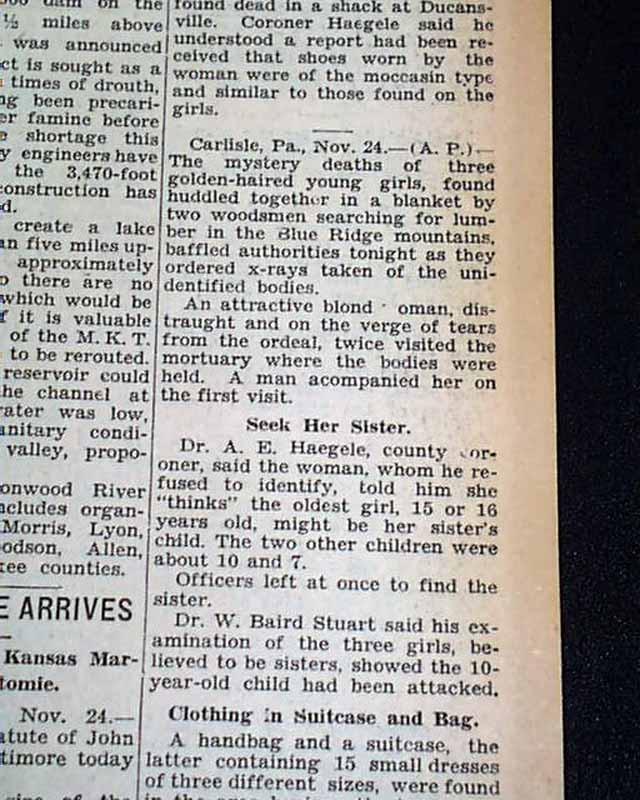 dam on the
½ miles above
was announced
ct is sought as a
times of drouth,
ng been precari-
er famine before
e shortage this
y engineers have
the 3,470-foot
construction has
d.
create a lake
an five miles up-
approximately
o there are no
which would be
f it is valuable
of the M. K. T.
to be rerouted.
reservoir could
he channel at
rater was low,
anitary condi-
valley, propo-
onwood River
ncludes organ-
Morris, Lyon,
odson, Allen,
tee counties.
E ARRIVES
Kansas Mar-
tomie.
Nov. 24.—
atute of John
timore today
found dead in a shack at Ducans-
ville. Coroner Haegele said he
understood a report had been re-
ceived that shoes worn by the
woman were of the moccasin type
and similar to those found on the
girls.
Carlisle, Pa., Nov. 24.—(A. P.)—
The mystery deaths of three
golden-haired young girls, found
huddled together in a blanket by
two woodsmen searching for lum-
ber in the Blue Ridge mountains,
baffled authorities tonight as they
ordered x-rays taken of the uni-
dentified bodies.
An attractive blond oman, dis-
traught and on the verge of tears
from the ordeal, twice visited the
mortuary where the bodies were
held. A man acompanied her on
the first visit.
Seek Her Sister.
Dr. A. E. Haegele, county cor-
oner, said the woman, whom he re-
fused to identify, told him she
"thinks" the oldest girl, 15 or 16
years old, might be her sister's
child. The two other children were
about 10 and 7.
Officers left at once to find the
sister.
Dr. W. Baird Stuart said his ex-
amination of the three girls, be-
lieved to be sisters, showed the 10-
year-old child had been attacked.
Clothing in Suitcase and Bag.
A handbag and a suitcase, the
latter containing 15 small dresses
of three different sizes, were found